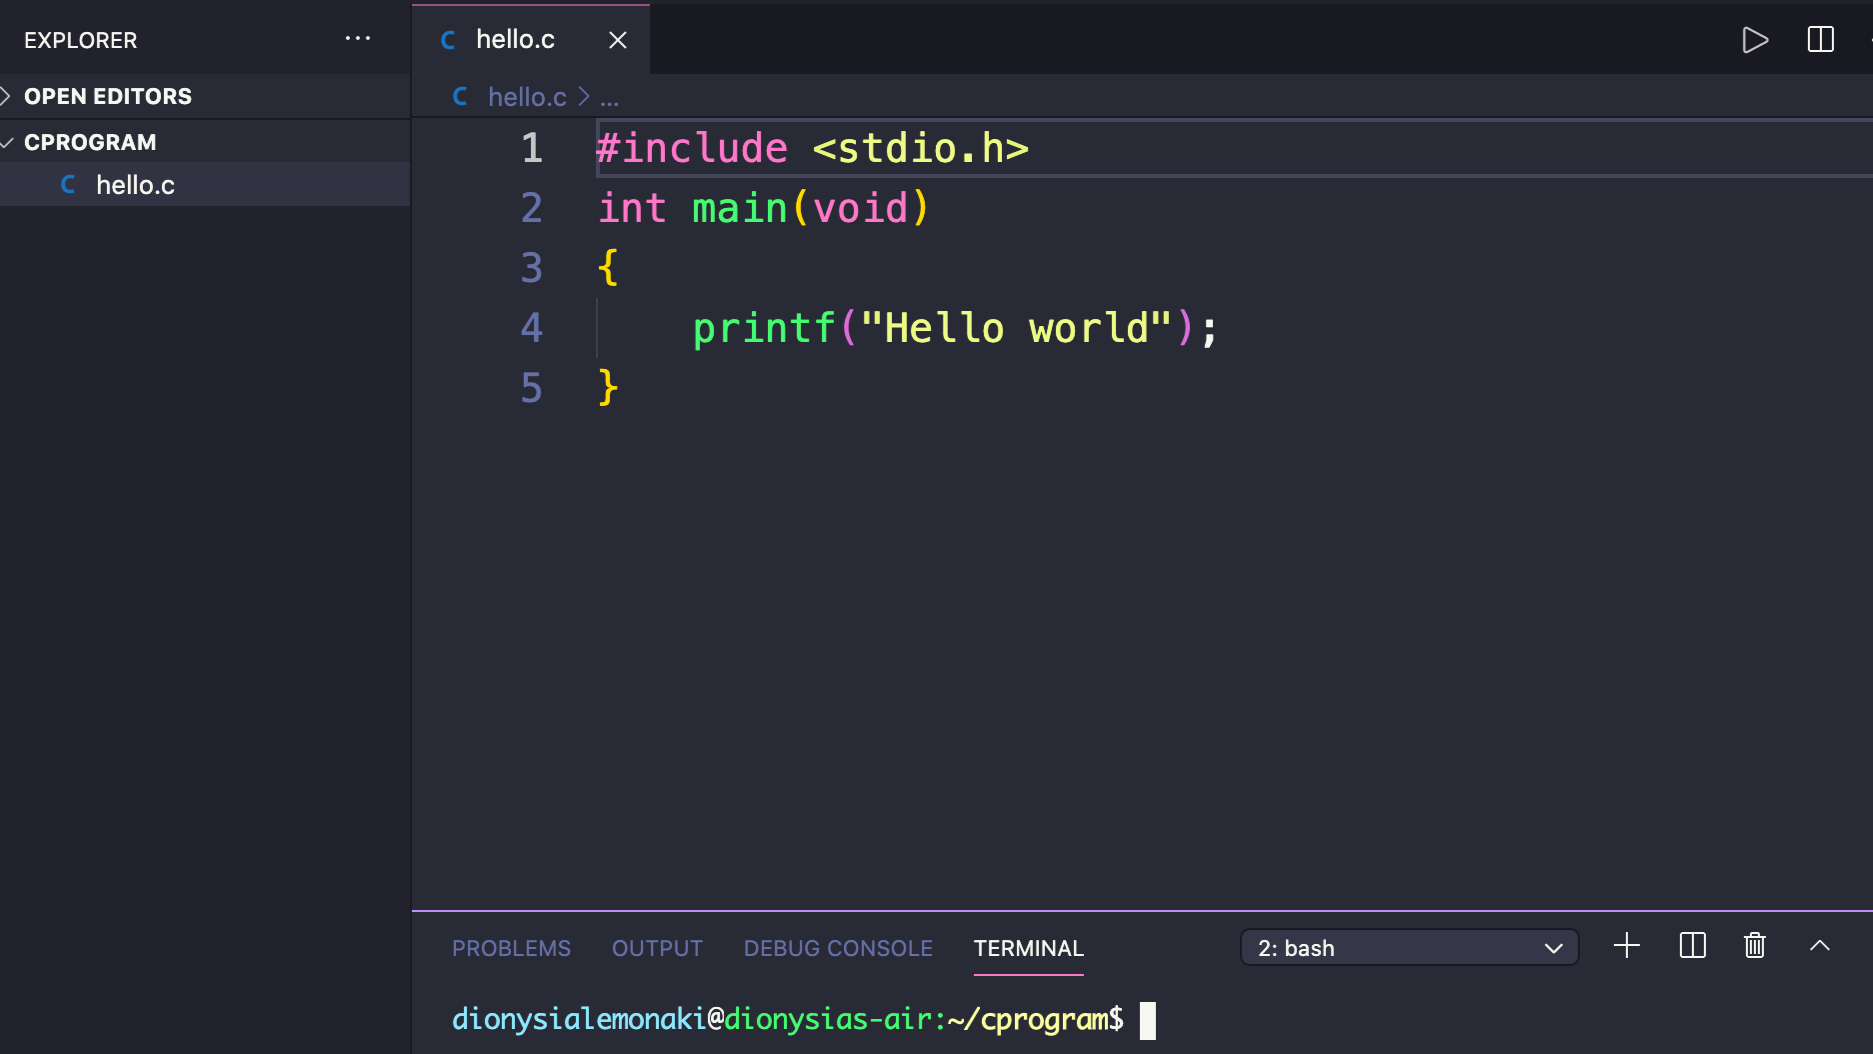 EXPLORER ...
OPEN EDITORS
CPROGRAM
C hello.c
C hello.c
C hello.c > ...
1 #include <stdio.h>
2 int main(void)
3 {
4     printf("Hello world");
5 }
PROBLEMS OUTPUT DEBUG CONSOLE TERMINAL 2: bash
dionysialemonaki@dionysias-air:~/cprogram$